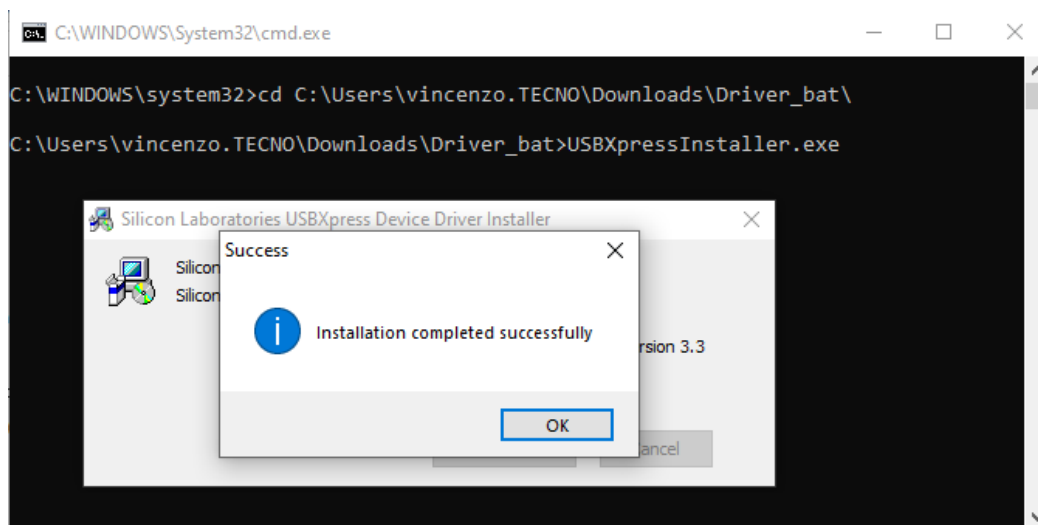 C:\WINDOWS\System32\cmd.exe
C:\WINDOWS\system32>cd C:\Users\vincenzo.TECNO\Downloads\Driver_bat\
C:\Users\vincenzo.TECNO\Downloads\Driver_bat>USBXpressInstaller.exe
Silicon Laboratories USBXpress Device Driver Installer
Success
Silicon
Silicon
Installation completed successfully
rsion 3.3
OK
ancel